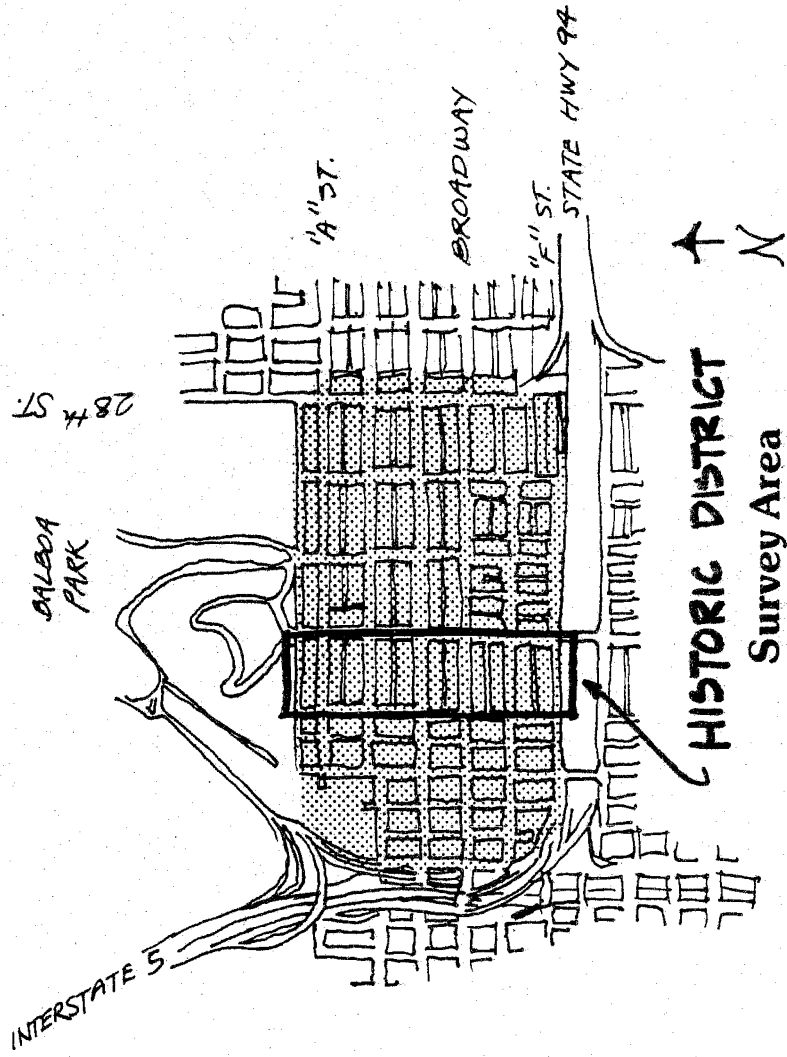 BALBOA
PARK
28th ST.
"A" ST.
BROADWAY
"F" ST.
STATE HWY 94
INTERSTATE 5
N
HISTORIC DISTRICT
Survey Area